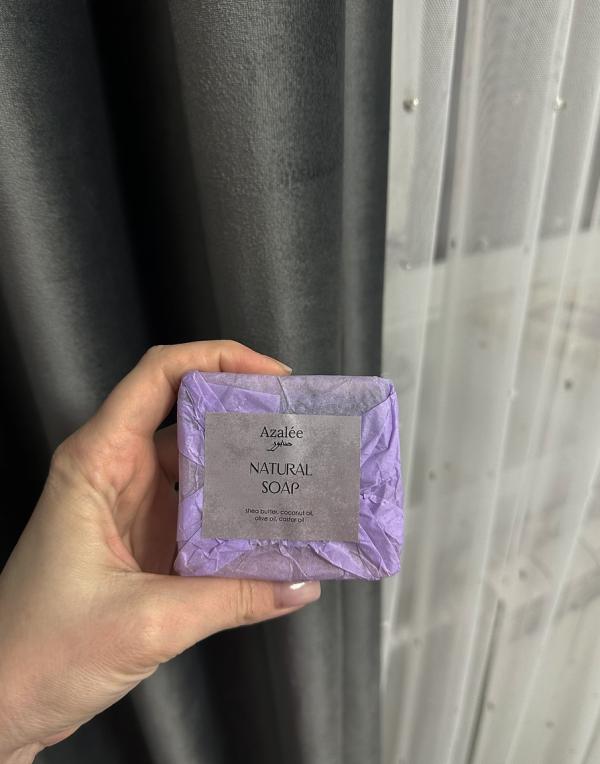 Azalée
NATURAL
SOAP
shea butter, coconut oil,
olive oil, castor oil